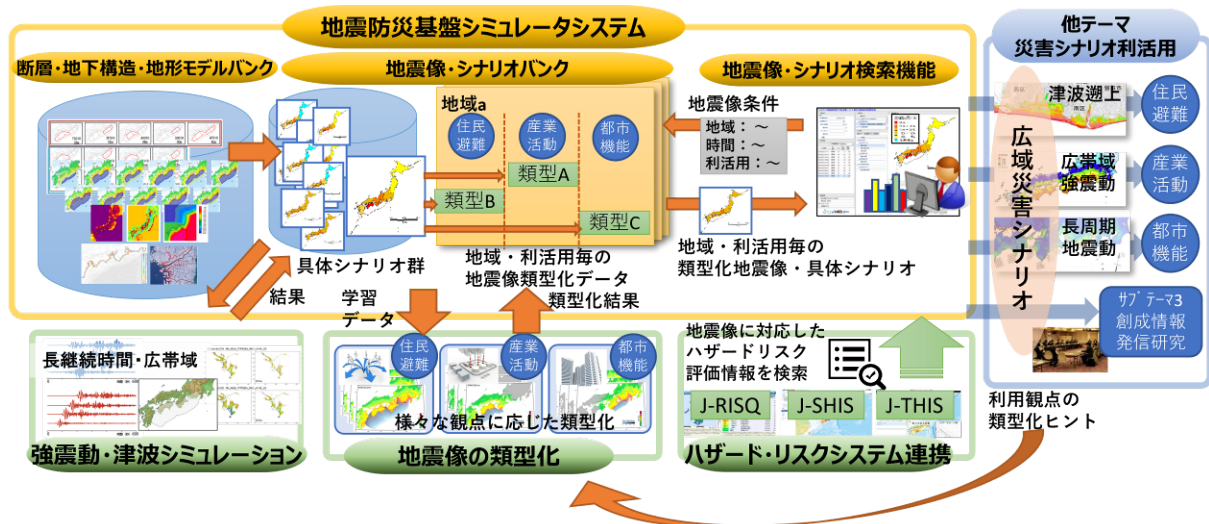 地震防災基盤シミュレータシステム
断層・地下構造・地形モデルバンク
地震像・シナリオバンク
地震像・シナリオ検索機能
地域a
住民
避難
産業
活動
都市
機能
類型A
類型B
類型C
具体シナリオ群
地域・利活用毎の
地震像類型化データ
地震像条件
地域：～
時間：～
利活用：～
地域・利活用毎の
類型化地震像・具体シナリオ
結果
学習
データ
類型化結果
長継続時間・広帯域
強震動・津波シミュレーション
住民
避難
産業
活動
都市
機能
様々な観点に応じた類型化
地震像の類型化
地震像に対応した
ハザードリスク
評価情報を検索
J-RISQ
J-SHIS
J-THIS
ハザード・リスクシステム連携
他テーマ
災害シナリオ利活用
広域災害シナリオ
津波遡上
住民
避難
広帯域
強震動
産業
活動
長周期
地震動
都市
機能
ｻﾌﾞﾃｰﾏ3
創成情報
発信研究
利用観点の
類型化ヒント